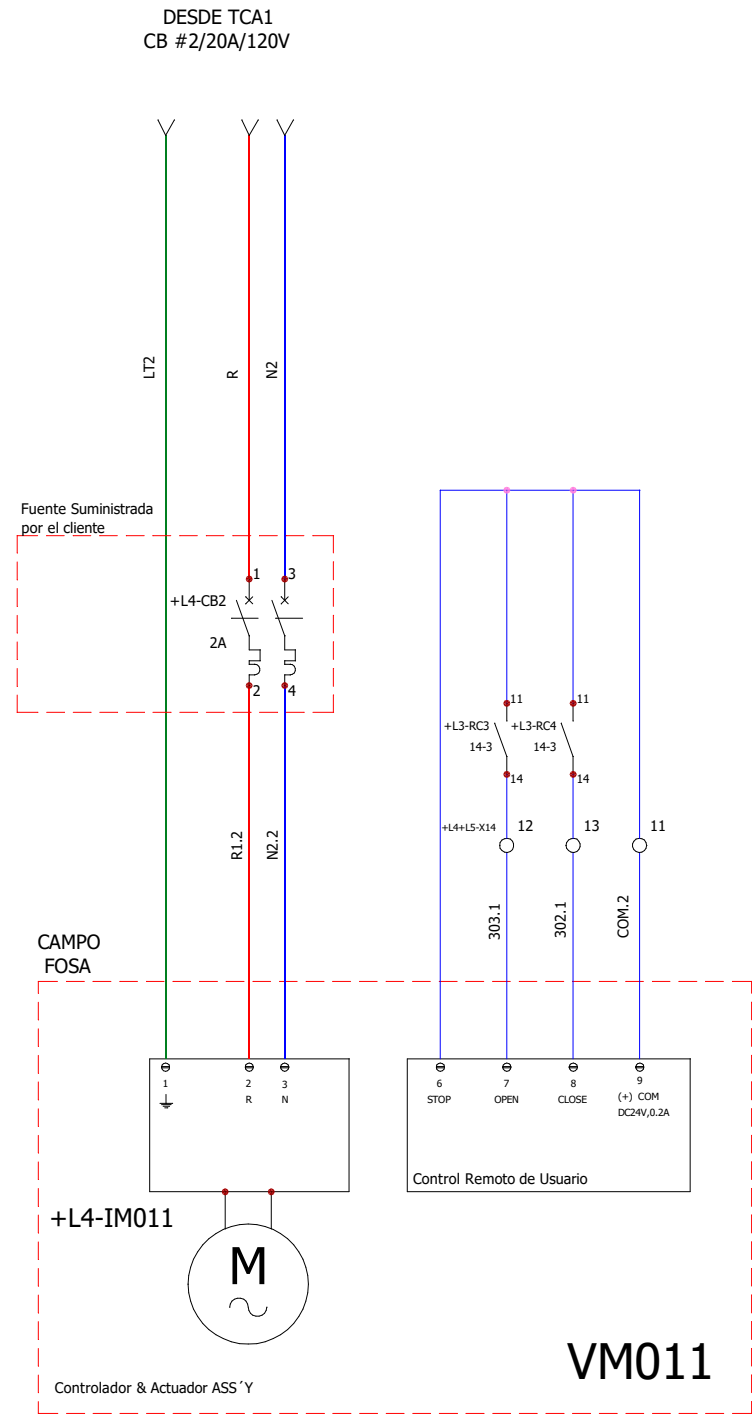 DESDE TCA1
CB #2/20A/120V
LT2
R
N2
Fuente Suministrada
por el cliente
1
3
+L4-CB2
2A
2
4
11
11
+L3-RC3
+L3-RC4
14-3
14-3
14
14
+L4+L5-X14
12
13
11
R1.2
N2.2
303.1
302.1
COM.2
CAMPO
FOSA
1
2
3
R
N
6
7
8
9
STOP
OPEN
CLOSE
(+) COM
DC24V,0.2A
Control Remoto de Usuario
+L4-IM011
M
VM011
Controlador & Actuador ASS´Y